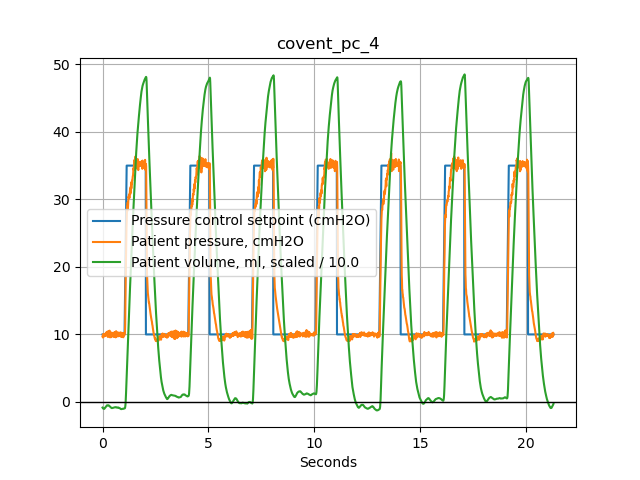 covent_pc_4
50
40
30
20
10
0
Pressure control setpoint (cmH2O)
Patient pressure, cmH2O
Patient volume, ml, scaled / 10.0
0 5 10 15 20
Seconds